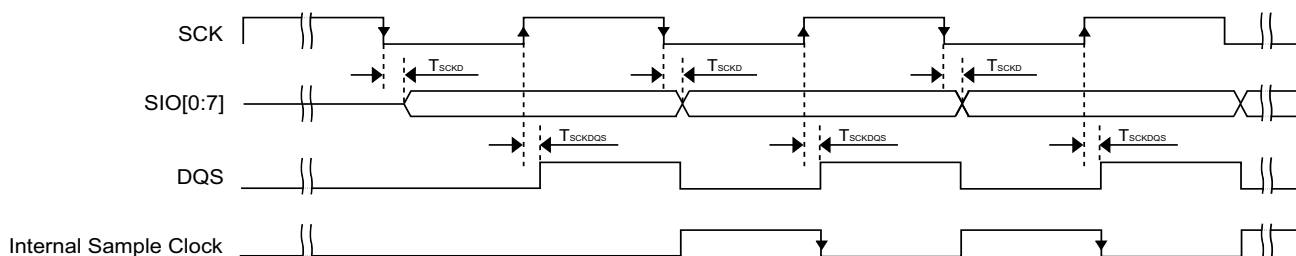 SCK
TSCKD TSCKD TSCKD
SIO[0:7]
TSCKDQS TSCKDQS TSCKDQS
DQS
Internal Sample Clock